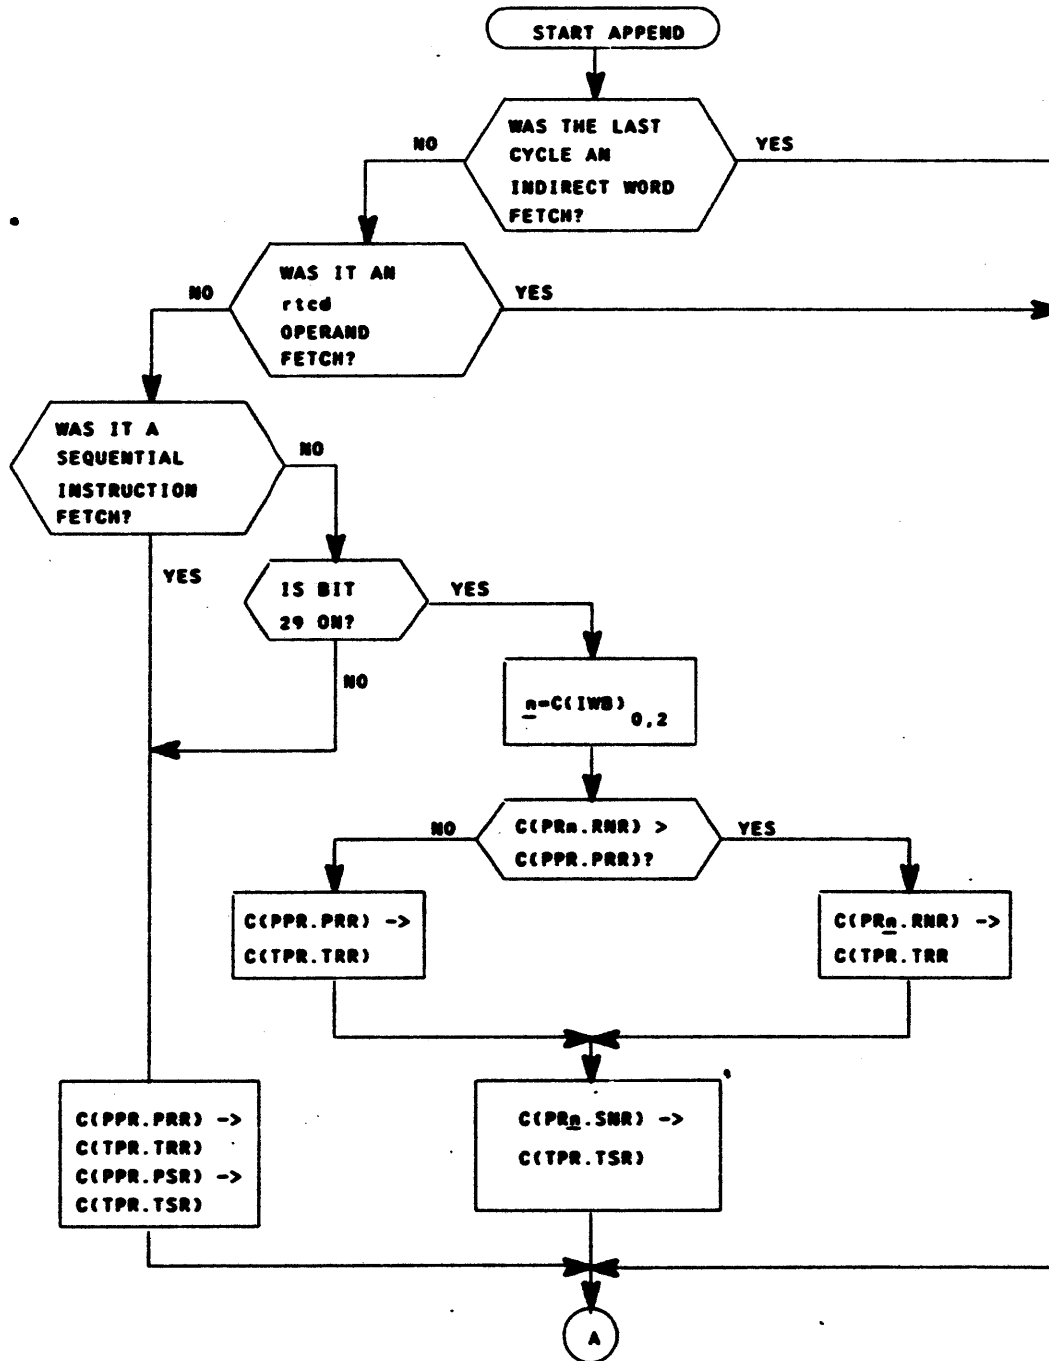 START APPEND
WAS THE LAST
CYCLE AN
INDIRECT WORD
FETCH?
NO
YES
WAS IT AN
rtcd
OPERAND
FETCH?
NO
YES
WAS IT A
SEQUENTIAL
INSTRUCTION
FETCH?
NO
YES
IS BIT
29 ON?
YES
NO
n=C(IWB)0,2
C(PRn.RNR) >
C(PPR.PRR)?
NO
YES
C(PPR.PRR) ->
C(TPR.TRR)
C(PRn.RNR) ->
C(TPR.TRR
C(PPR.PRR) ->
C(TPR.TRR)
C(PPR.PSR) ->
C(TPR.TSR)
C(PRn.SNR) ->
C(TPR.TSR)
A